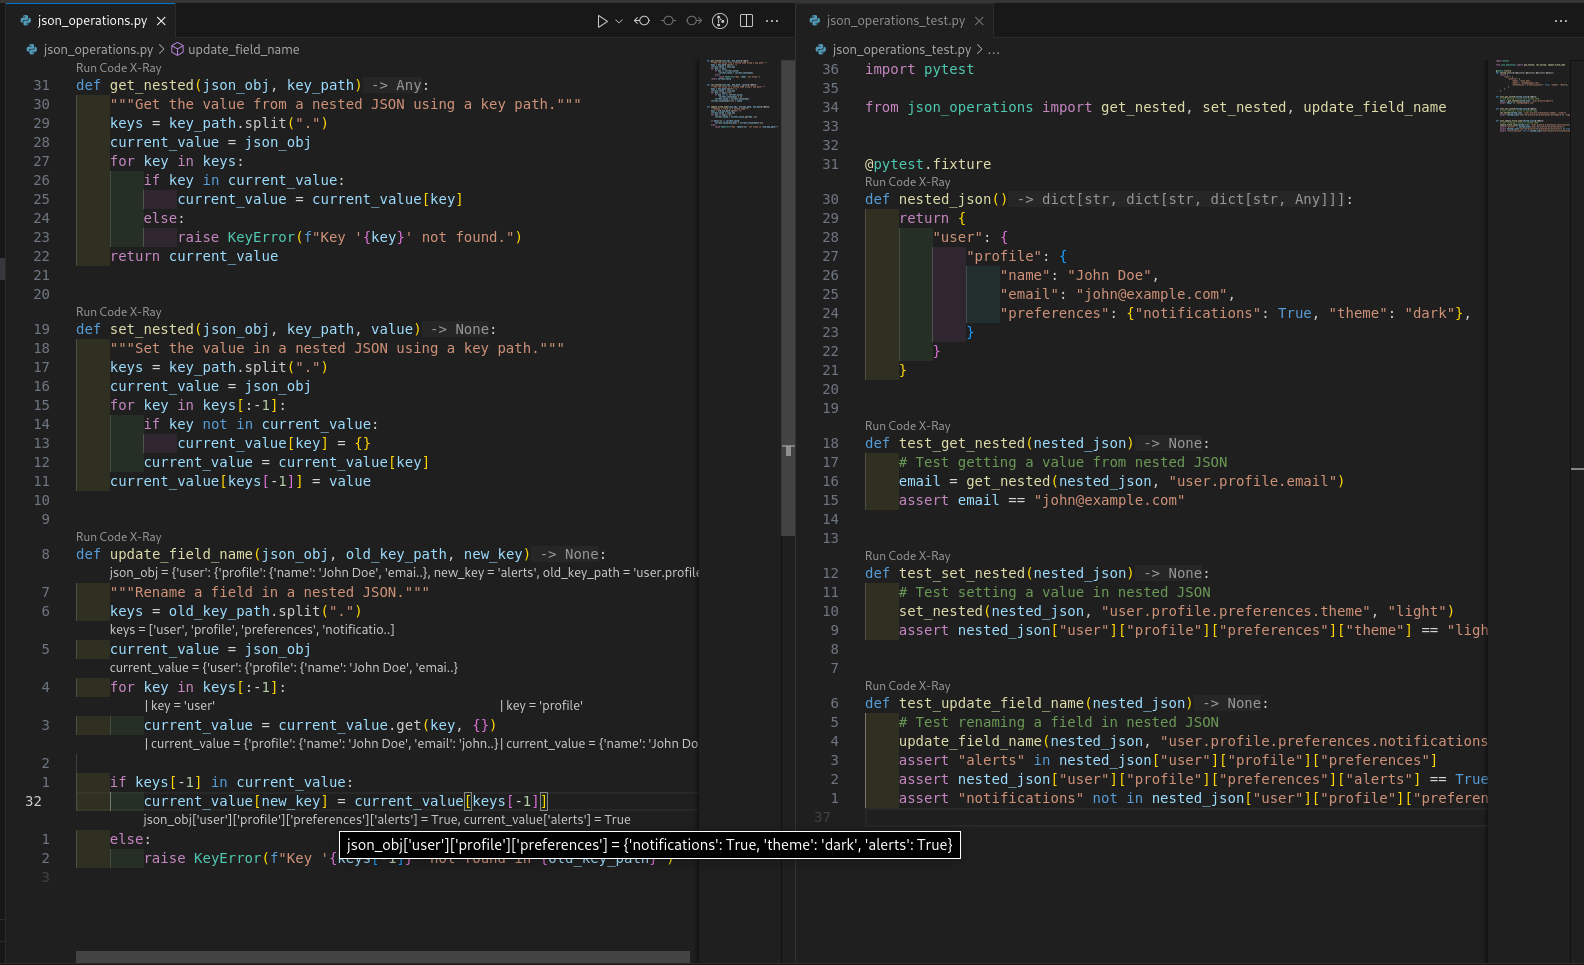 json_operations.py
json_operations.py > update_field_name
Run Code X-Ray
31 def get_nested(json_obj, key_path) -> Any:
30 """Get the value from a nested JSON using a key path."""
29 keys = key_path.split(".")
28 current_value = json_obj
27 for key in keys:
26 if key in current_value:
25 current_value = current_value[key]
24 else:
23 raise KeyError(f"Key '{key}' not found.")
22 return current_value
21
20
Run Code X-Ray
19 def set_nested(json_obj, key_path, value) -> None:
18 """Set the value in a nested JSON using a key path."""
17 keys = key_path.split(".")
16 current_value = json_obj
15 for key in keys[:-1]:
14 if key not in current_value:
13 current_value[key] = {}
12 current_value = current_value[key]
11 current_value[keys[-1]] = value
10
9
Run Code X-Ray
8 def update_field_name(json_obj, old_key_path, new_key) -> None:
json_obj = {'user': {'profile': {'name': 'John Doe', 'emai..}, new_key = 'alerts', old_key_path = 'user.profile
7 """Rename a field in a nested JSON."""
6 keys = old_key_path.split(".")
keys = ['user', 'profile', 'preferences', 'notificatio..]
5 current_value = json_obj
current_value = {'user': {'profile': {'name': 'John Doe', 'emai..}
4 for key in keys[:-1]:
| key = 'user' | key = 'profile'
3 current_value = current_value.get(key, {})
| current_value = {'profile': {'name': 'John Doe', 'email': 'john..}| current_value = {'name': 'John Do
2
1 if keys[-1] in current_value:
32 current_value[new_key] = current_value[keys[-1]]
json_obj['user']['profile']['preferences']['alerts'] = True, current_value['alerts'] = True
1 else:
json_obj['user']['profile']['preferences'] = {'notifications': True, 'theme': 'dark', 'alerts': True}
2 raise KeyError(f"Key '{keys[-1]}' not found in {old_key_path}")
3
json_operations_test.py
json_operations_test.py > ...
36 import pytest
35
34 from json_operations import get_nested, set_nested, update_field_name
33
32
31 @pytest.fixture
Run Code X-Ray
30 def nested_json() -> dict[str, dict[str, dict[str, Any]]]:
29 return {
28 "user": {
27 "profile": {
26 "name": "John Doe",
25 "email": "john@example.com",
24 "preferences": {"notifications": True, "theme": "dark"},
23 }
22 }
21 }
20
19
Run Code X-Ray
18 def test_get_nested(nested_json) -> None:
17 # Test getting a value from nested JSON
16 email = get_nested(nested_json, "user.profile.email")
15 assert email == "john@example.com"
14
13
Run Code X-Ray
12 def test_set_nested(nested_json) -> None:
11 # Test setting a value in nested JSON
10 set_nested(nested_json, "user.profile.preferences.theme", "light")
9 assert nested_json["user"]["profile"]["preferences"]["theme"] == "ligh
8
7
Run Code X-Ray
6 def test_update_field_name(nested_json) -> None:
5 # Test renaming a field in nested JSON
4 update_field_name(nested_json, "user.profile.preferences.notifications
3 assert "alerts" in nested_json["user"]["profile"]["preferences"]
2 assert nested_json["user"]["profile"]["preferences"]["alerts"] == True
1 assert "notifications" not in nested_json["user"]["profile"]["preferen
37